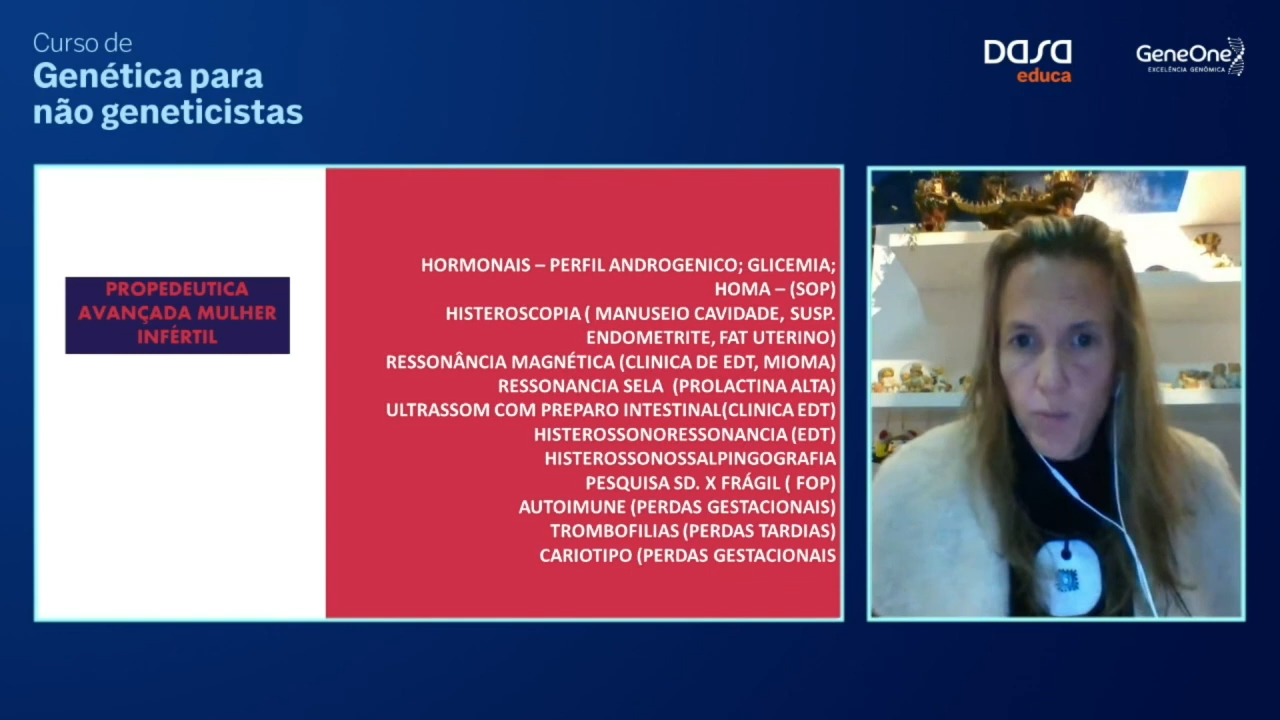 Curso de
Genética para
não geneticistas
DASA
educa
GeneOne
EXCELÊNCIA GENÔMICA
PROPEDEUTICA
AVANÇADA MULHER
INFÉRTIL
HORMONAIS – PERFIL ANDROGENICO; GLICEMIA;
HOMA – (SOP)
HISTEROSCOPIA ( MANUSEIO CAVIDADE, SUSP.
ENDOMETRITE, FAT UTERINO)
RESSONÂNCIA MAGNÉTICA (CLINICA DE EDT, MIOMA)
RESSONANCIA SELA (PROLACTINA ALTA)
ULTRASSOM COM PREPARO INTESTINAL(CLINICA EDT)
HISTEROSSONORESSONANCIA (EDT)
HISTEROSSONOSSALPINGOGRAFIA
PESQUISA SD. X FRÁGIL ( FOP)
AUTOIMUNE (PERDAS GESTACIONAIS)
TROMBOFILIAS (PERDAS TARDIAS)
CARIOTIPO (PERDAS GESTACIONAIS